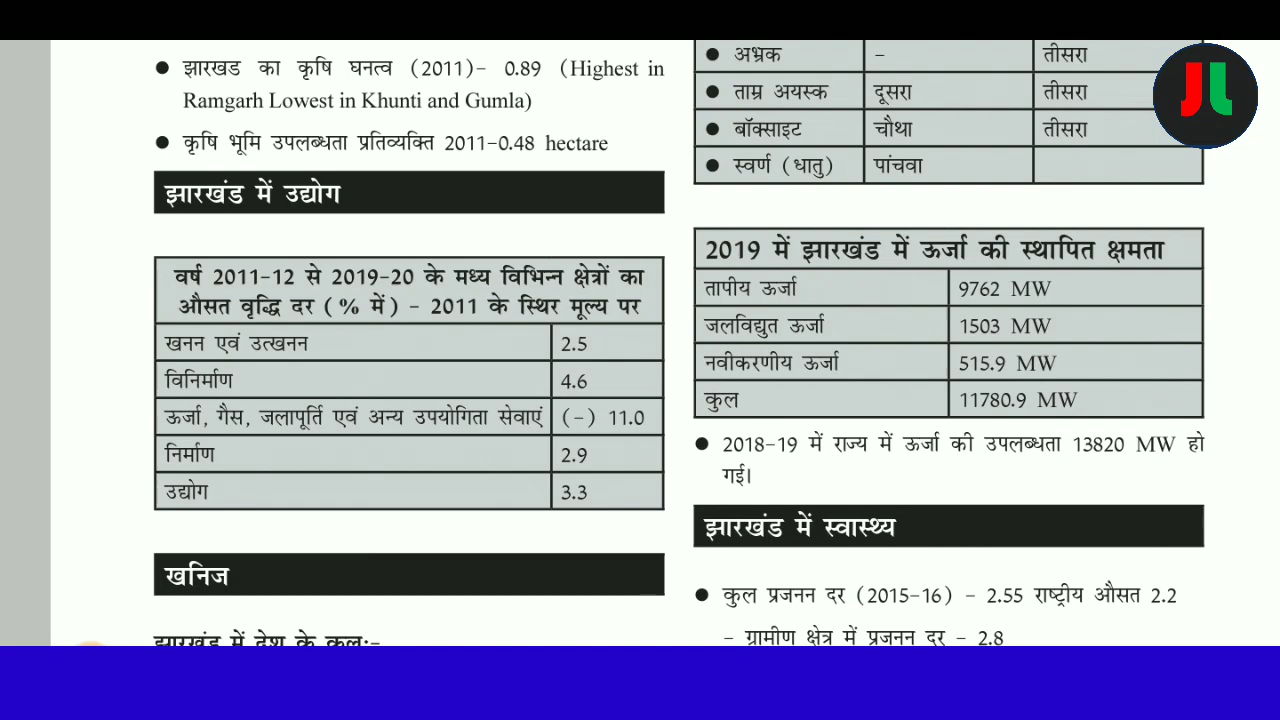 ● झारखड का कृषि घनत्व (2011)- 0.89 (Highest in
Ramgarh Lowest in Khunti and Gumla)
● कृषि भूमि उपलब्धता प्रतिव्यक्ति 2011-0.48 hectare
झारखंड में उद्योग
वर्ष 2011-12 से 2019-20 के मध्य विभिन्न क्षेत्रों का
औसत वृद्धि दर (% में) - 2011 के स्थिर मूल्य पर
खनन एवं उत्खनन 2.5
विनिर्माण 4.6
ऊर्जा, गैस, जलापूर्ति एवं अन्य उपयोगिता सेवाएं (-) 11.0
निर्माण 2.9
उद्योग 3.3
खनिज
झारखंड में देश के कुल:-
● अभ्रक - तीसरा
● ताम्र अयस्क दूसरा तीसरा
● बॉक्साइट चौथा तीसरा
● स्वर्ण (धातु) पांचवा
JL
2019 में झारखंड में ऊर्जा की स्थापित क्षमता
तापीय ऊर्जा 9762 MW
जलविद्युत ऊर्जा 1503 MW
नवीकरणीय ऊर्जा 515.9 MW
कुल 11780.9 MW
● 2018-19 में राज्य में ऊर्जा की उपलब्धता 13820 MW हो
गई।
झारखंड में स्वास्थ्य
● कुल प्रजनन दर (2015-16) - 2.55 राष्ट्रीय औसत 2.2
- ग्रामीण क्षेत्र में प्रजनन दर - 2.8